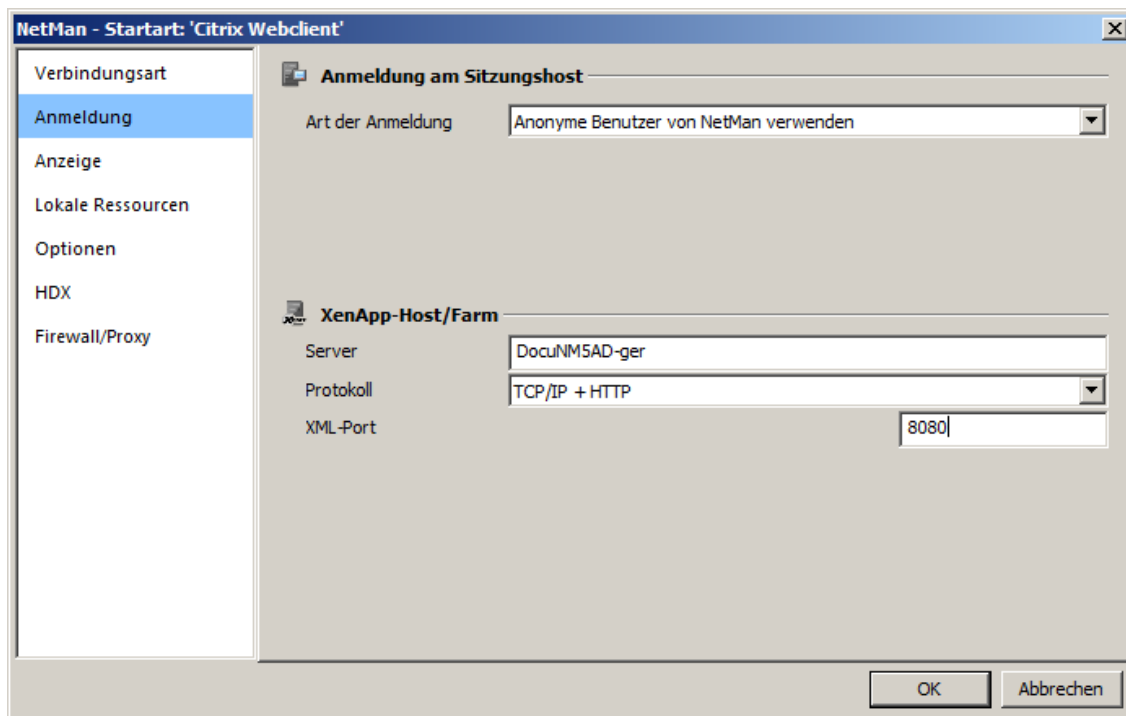 NetMan - Startart: 'Citrix Webclient'
Verbindungsart
Anmeldung
Anzeige
Lokale Ressourcen
Optionen
HDX
Firewall/Proxy
Anmeldung am Sitzungshost
Art der Anmeldung
Anonyme Benutzer von NetMan verwenden
XenApp-Host/Farm
Server
DocuNM5AD-ger
Protokoll
TCP/IP + HTTP
XML-Port
8080
OK
Abbrechen